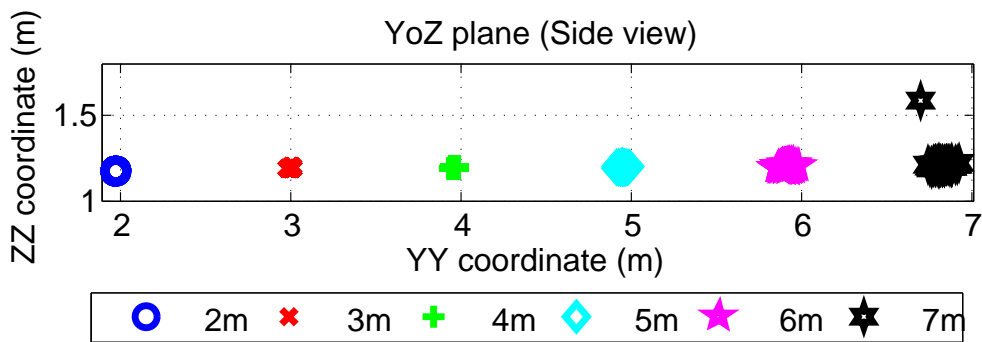 YoZ plane (Side view)
ZZ coordinate (m)
1.5
1
2 3 4 5 6 7
YY coordinate (m)
2m 3m 4m 5m 6m 7m